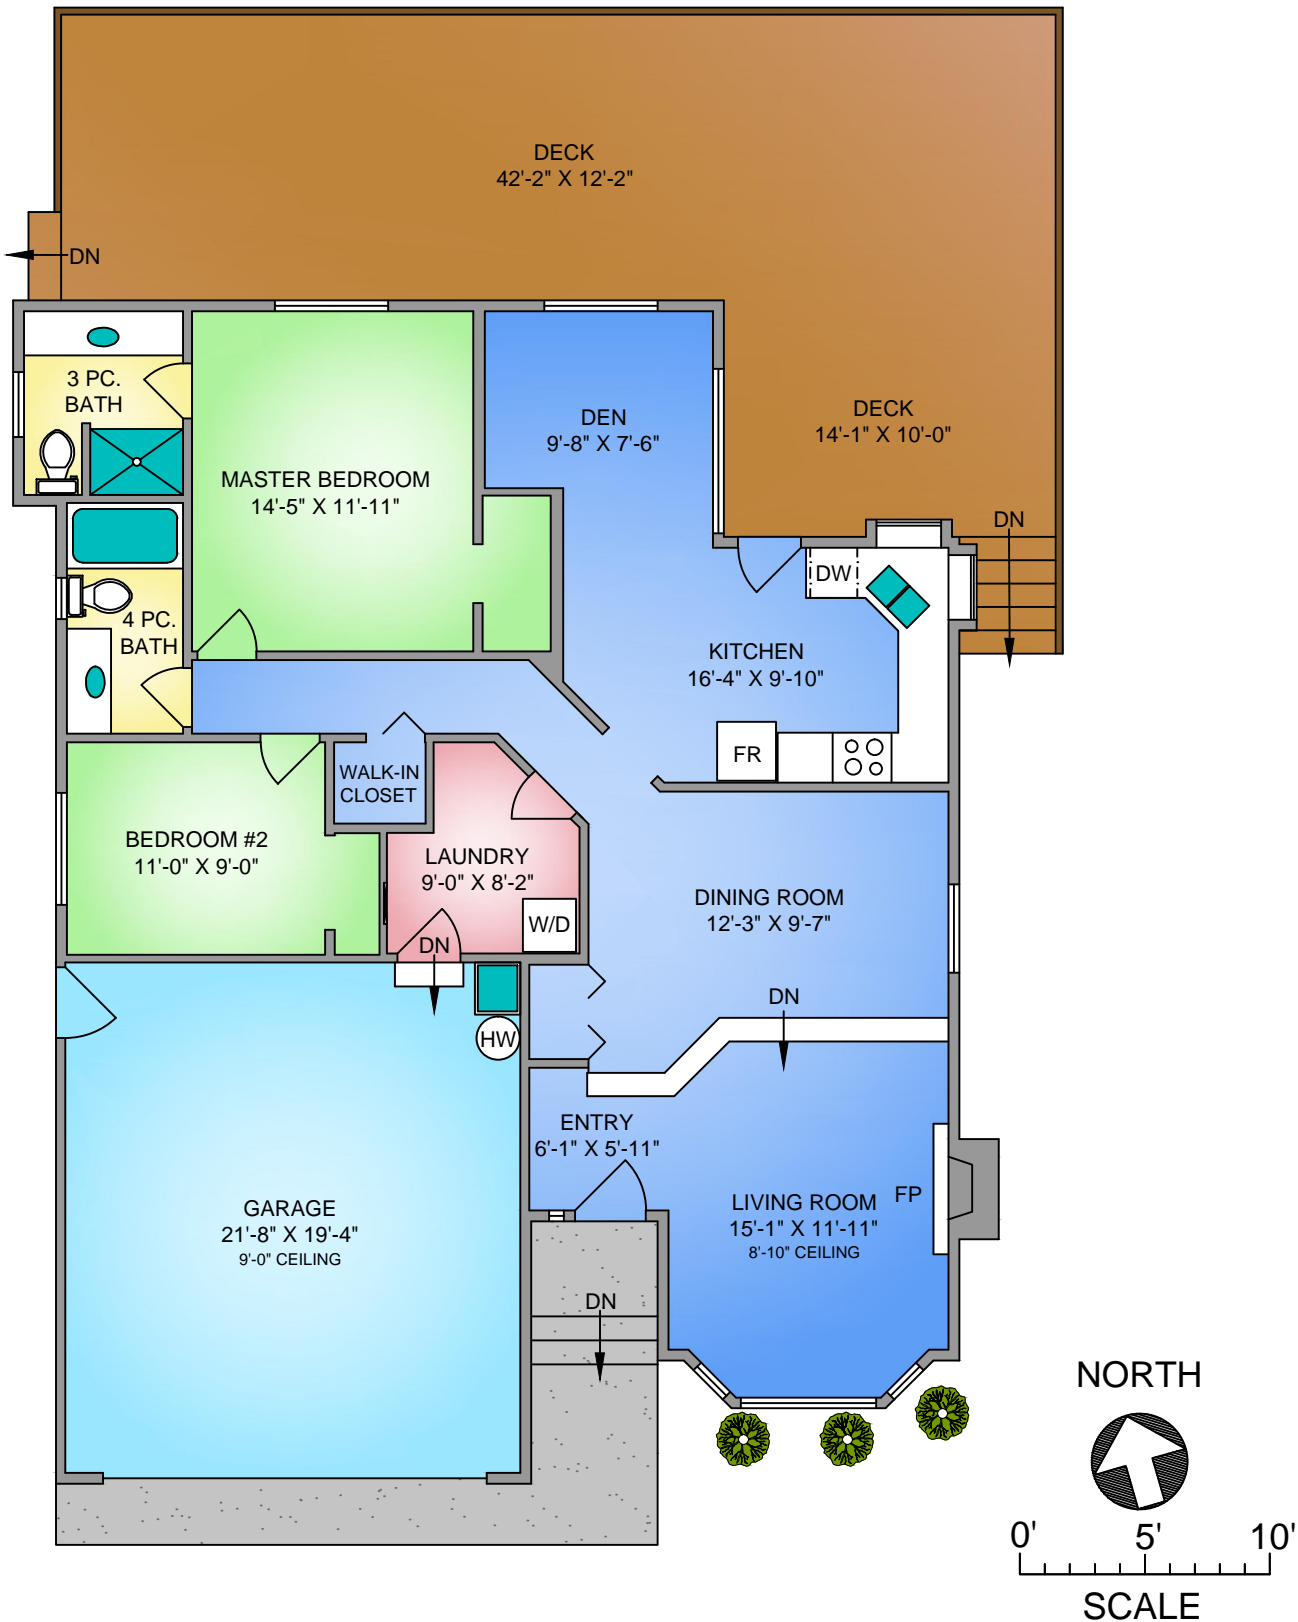 DECK
42'-2" X 12'-2"
DN
3 PC.
BATH
DEN
9'-8" X 7'-6"
DECK
14'-1" X 10'-0"
MASTER BEDROOM
14'-5" X 11'-11"
DN
DW
4 PC.
BATH
KITCHEN
16'-4" X 9'-10"
FR
WALK-IN
CLOSET
BEDROOM #2
11'-0" X 9'-0"
LAUNDRY
9'-0" X 8'-2"
W/D
DN
DINING ROOM
12'-3" X 9'-7"
DN
HW
ENTRY
6'-1" X 5'-11"
GARAGE
21'-8" X 19'-4"
9'-0" CEILING
LIVING ROOM
15'-1" X 11'-11"
8'-10" CEILING
FP
DN
NORTH
0' 5' 10'
SCALE